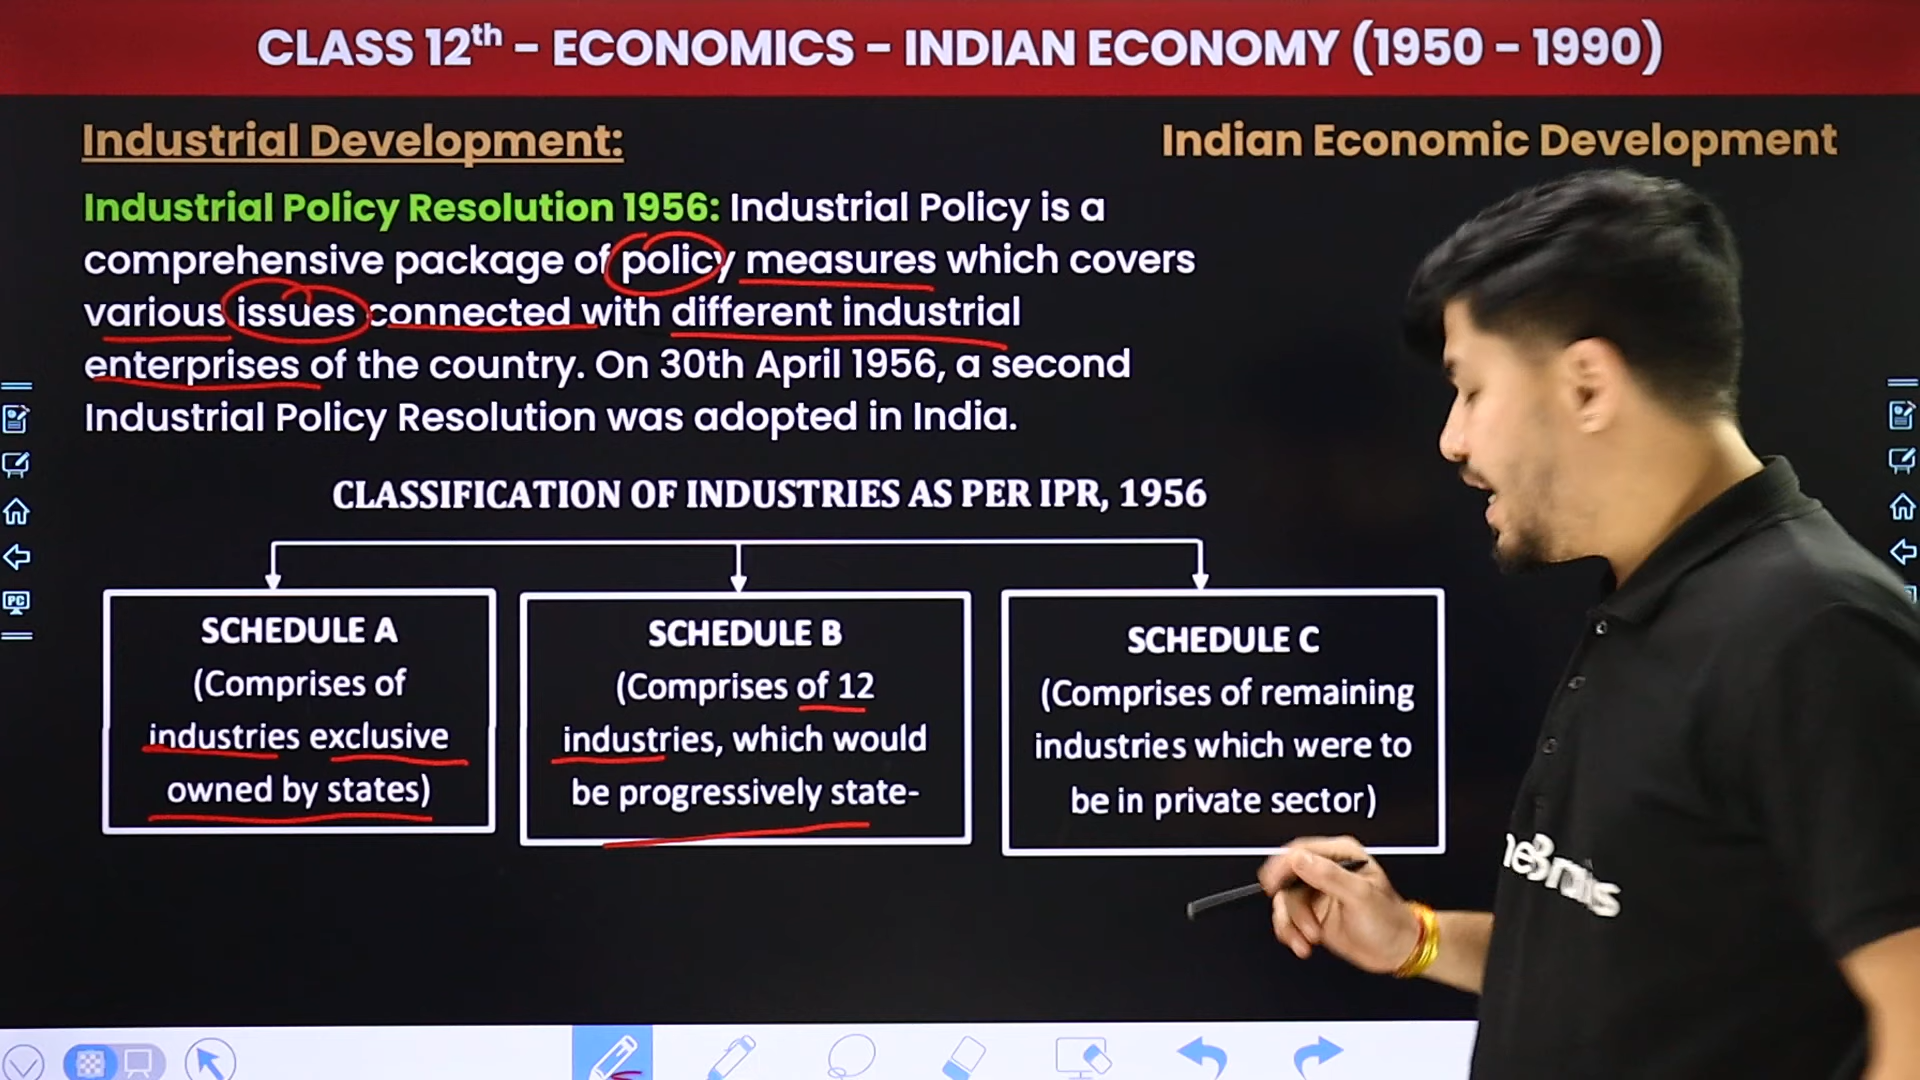 CLASS 12th – ECONOMICS – INDIAN ECONOMY (1950 – 1990)
Industrial Development:
Indian Economic Development
Industrial Policy Resolution 1956: Industrial Policy is a
comprehensive package of policy measures which covers
various issues connected with different industrial
enterprises of the country. On 30th April 1956, a second
Industrial Policy Resolution was adopted in India.
CLASSIFICATION OF INDUSTRIES AS PER IPR, 1956
SCHEDULE A
(Comprises of
industries exclusive
owned by states)
SCHEDULE B
(Comprises of 12
industries, which would
be progressively state-
SCHEDULE C
(Comprises of remaining
industries which were to
be in private sector)
PC